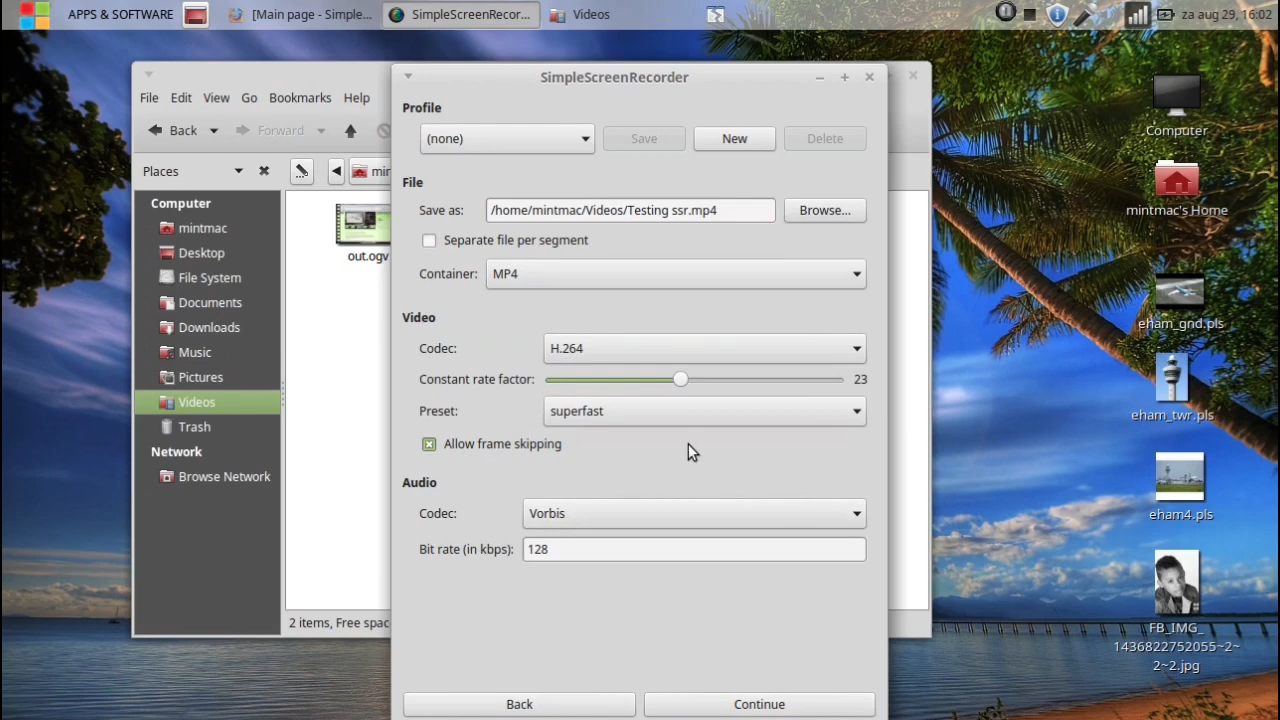 APPS & SOFTWARE
[Main page - Simple...
SimpleScreenRecor...
Videos
za aug 29, 16:02
SimpleScreenRecorder
File Edit View Go Bookmarks Help
Back
Forward
Places
min
Computer
mintmac
Desktop
File System
Documents
Downloads
Music
Pictures
Videos
Trash
Network
Browse Network
out.ogv
2 items, Free spac
Profile
(none)
Save
New
Delete
File
Save as: /home/mintmac/Videos/Testing ssr.mp4
Browse...
Separate file per segment
Container: MP4
Video
Codec: H.264
Constant rate factor: 23
Preset: superfast
Allow frame skipping
Audio
Codec: Vorbis
Bit rate (in kbps): 128
Back
Continue
Computer
mintmac's Home
eham_gnd.pls
eham_twr.pls
eham4.pls
FB_IMG_
1436822752055~2~
2~2.jpg